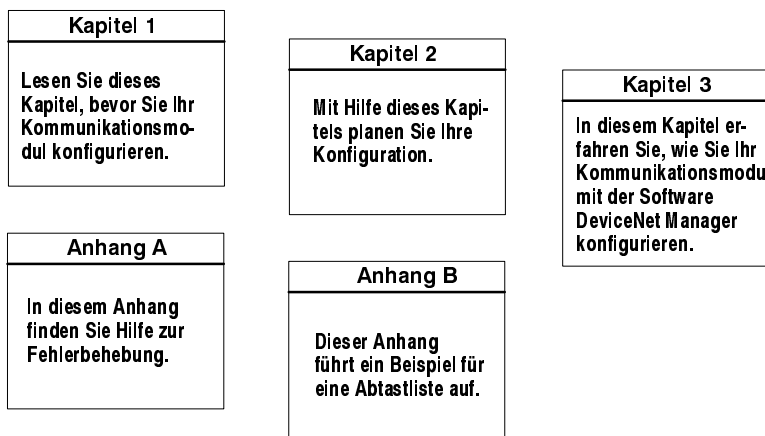 Kapitel 1
Lesen Sie dieses
Kapitel, bevor Sie Ihr
Kommunikationsmo-
dul konfigurieren.
Kapitel 2
Mit Hilfe dieses Kapi-
tels planen Sie Ihre
Konfiguration.
Kapitel 3
In diesem Kapitel er-
fahren Sie, wie Sie Ihr
Kommunikationsmodu
mit der Software
DeviceNet Manager
konfigurieren.
Anhang A
In diesem Anhang
finden Sie Hilfe zur
Fehlerbehebung.
Anhang B
Dieser Anhang
führt ein Beispiel für
eine Abtastliste auf.